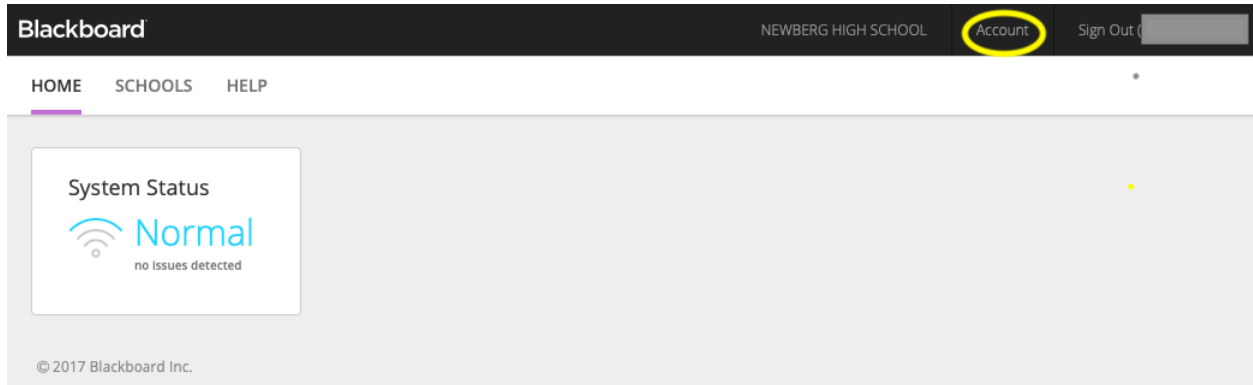 Blackboard
NEWBERG HIGH SCHOOL Account Sign Out (
HOME SCHOOLS HELP
System Status
Normal
no issues detected
© 2017 Blackboard Inc.